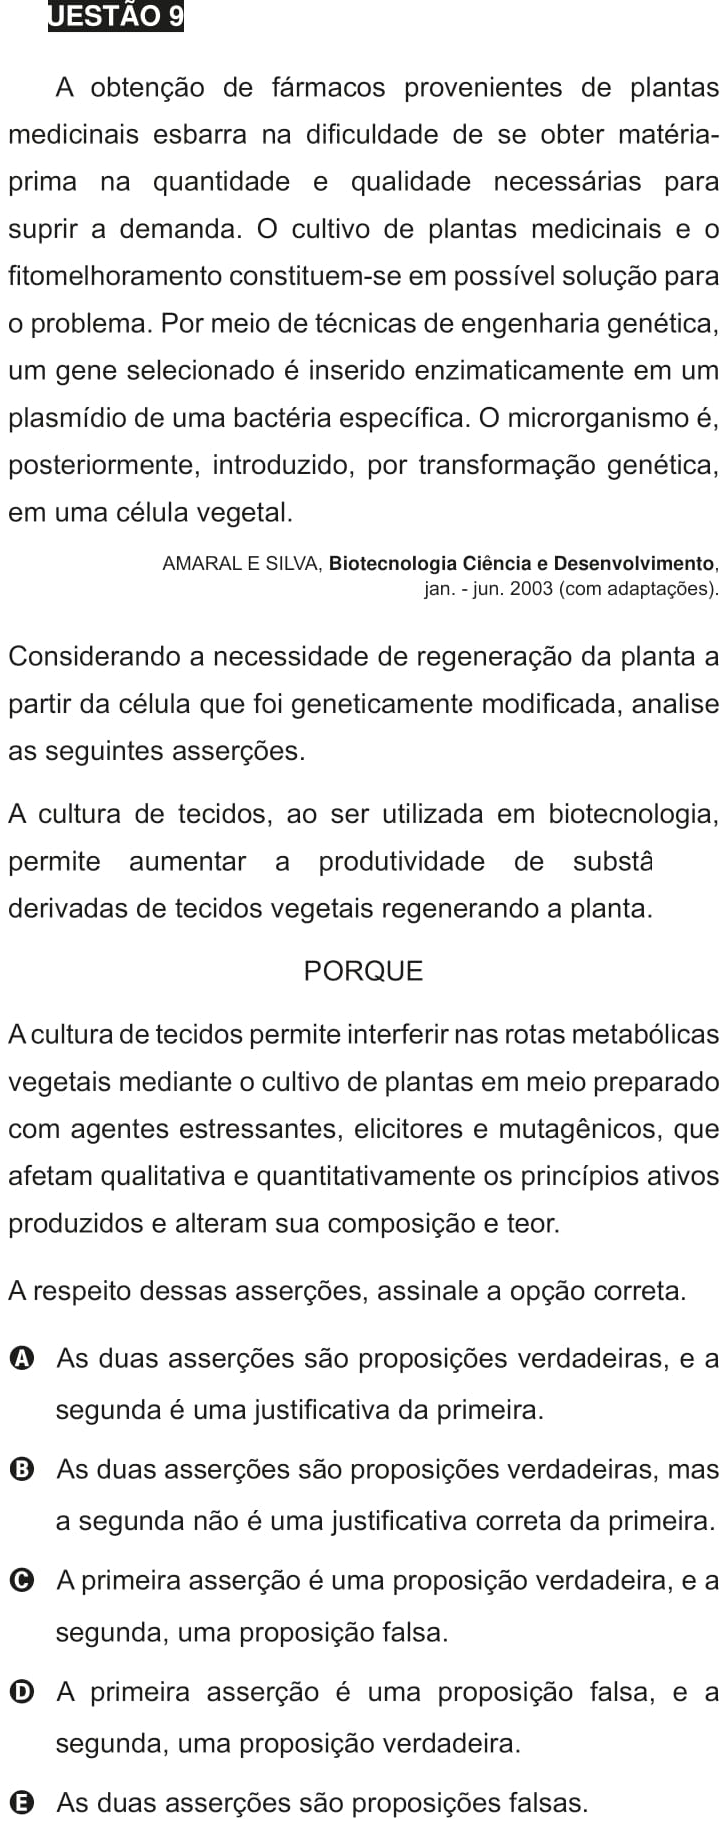 UESTÃO 9
A obtenção de fármacos provenientes de plantas
medicinais esbarra na dificuldade de se obter matéria-
prima na quantidade e qualidade necessárias para
suprir a demanda. O cultivo de plantas medicinais e o
fitomelhoramento constituem-se em possível solução para
o problema. Por meio de técnicas de engenharia genética,
um gene selecionado é inserido enzimaticamente em um
plasmídio de uma bactéria específica. O microrganismo é,
posteriormente, introduzido, por transformação genética,
em uma célula vegetal.
AMARAL E SILVA, Biotecnologia Ciência e Desenvolvimento,
jan. - jun. 2003 (com adaptações).
Considerando a necessidade de regeneração da planta a
partir da célula que foi geneticamente modificada, analise
as seguintes asserções.
A cultura de tecidos, ao ser utilizada em biotecnologia,
permite aumentar a produtividade de substâ
derivadas de tecidos vegetais regenerando a planta.
PORQUE
A cultura de tecidos permite interferir nas rotas metabólicas
vegetais mediante o cultivo de plantas em meio preparado
com agentes estressantes, elicitores e mutagênicos, que
afetam qualitativa e quantitativamente os princípios ativos
produzidos e alteram sua composição e teor.
A respeito dessas asserções, assinale a opção correta.
A As duas asserções são proposições verdadeiras, e a
segunda é uma justificativa da primeira.
B As duas asserções são proposições verdadeiras, mas
a segunda não é uma justificativa correta da primeira.
C A primeira asserção é uma proposição verdadeira, e a
segunda, uma proposição falsa.
D A primeira asserção é uma proposição falsa, e a
segunda, uma proposição verdadeira.
E As duas asserções são proposições falsas.